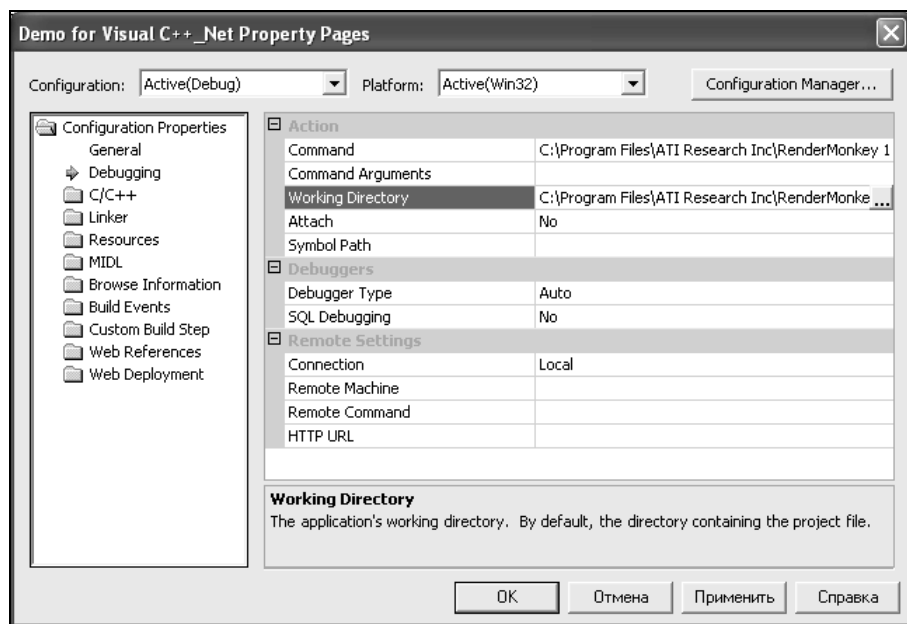 Demo for Visual C++_Net Property Pages
Configuration: Active(Debug) Platform: Active(Win32) Configuration Manager...
Configuration Properties
General
Debugging
C/C++
Linker
Resources
MIDL
Browse Information
Build Events
Custom Build Step
Web References
Web Deployment
Action
Command C:\Program Files\ATI Research Inc\RenderMonkey 1
Command Arguments
Working Directory C:\Program Files\ATI Research Inc\RenderMonke ...
Attach No
Symbol Path
Debuggers
Debugger Type Auto
SQL Debugging No
Remote Settings
Connection Local
Remote Machine
Remote Command
HTTP URL
Working Directory
The application's working directory. By default, the directory containing the project file.
OK Отмена Применить Справка